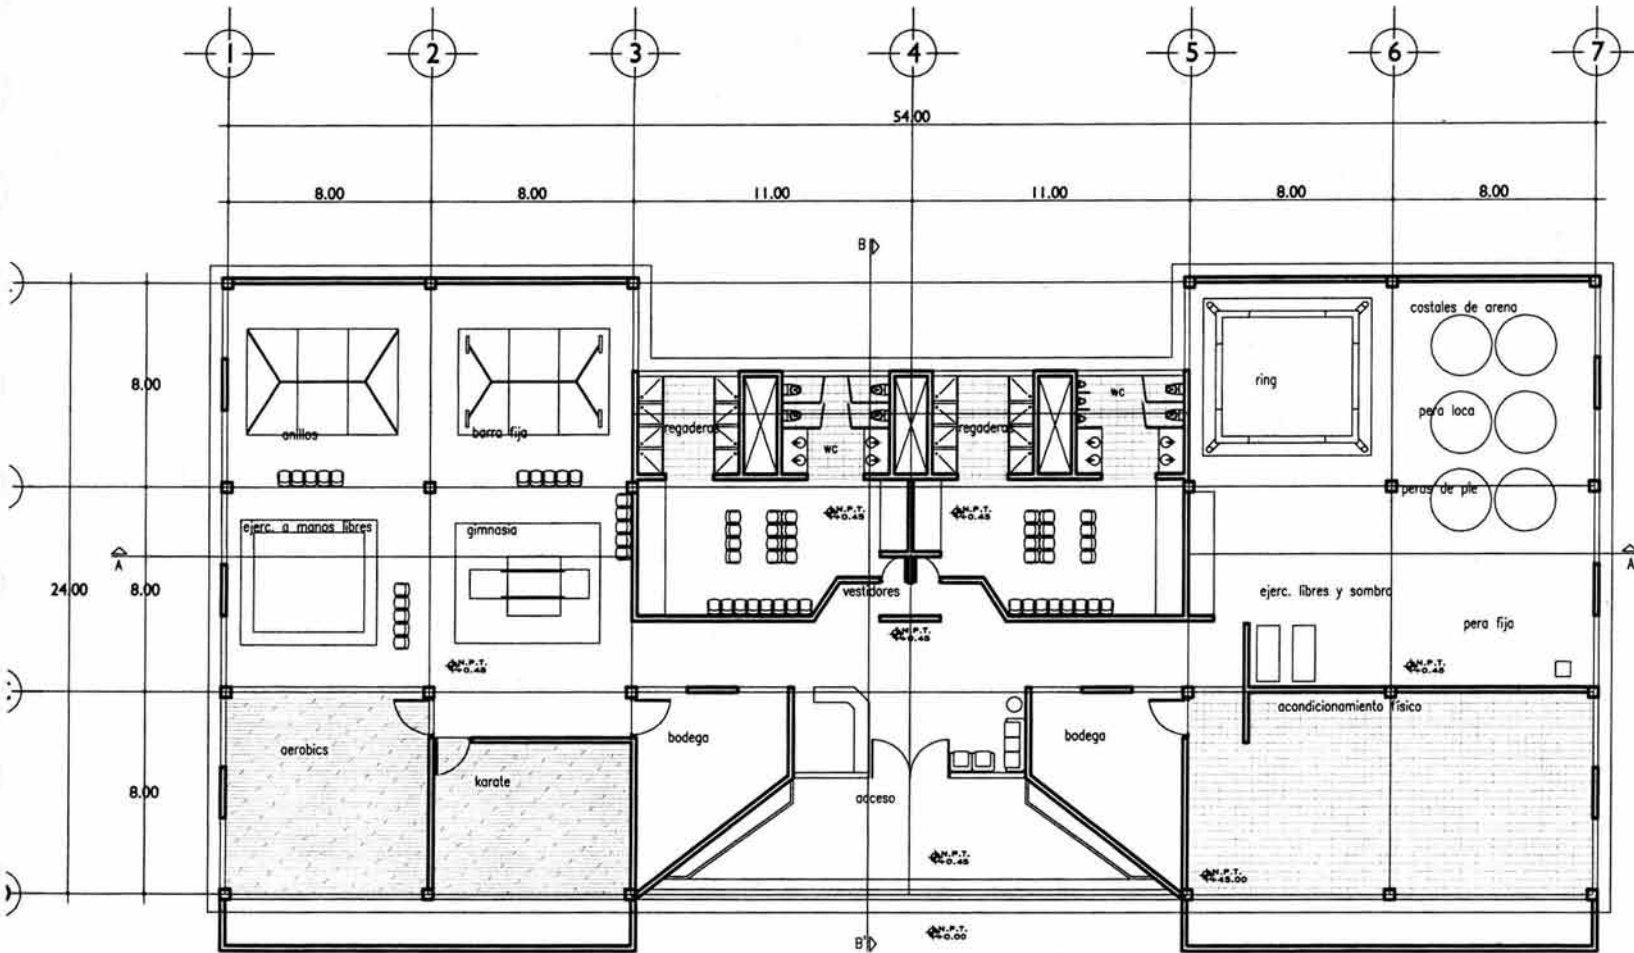 1 2 3 4 5 6 7
54.00
8.00 8.00 11.00 11.00 8.00 8.00
B
costales de arena
8.00
ring
wc
anillos
barra fija
regaderas
regaderas
pera loca
wc
peras de pie
N.P.T.
+0.45
N.P.T.
+0.45
ejerc. a manos libres
gimnasia
A
A
24.00
8.00
vestidores
ejerc. libres y sombra
pera fija
N.P.T.
+0.45
N.P.T.
+0.45
N.P.T.
+0.45
acondicionamiento físico
aerobics
bodega
bodega
karate
8.00
acceso
N.P.T.
+0.45
N.P.T.
+45.00
N.P.T.
+0.00
B'